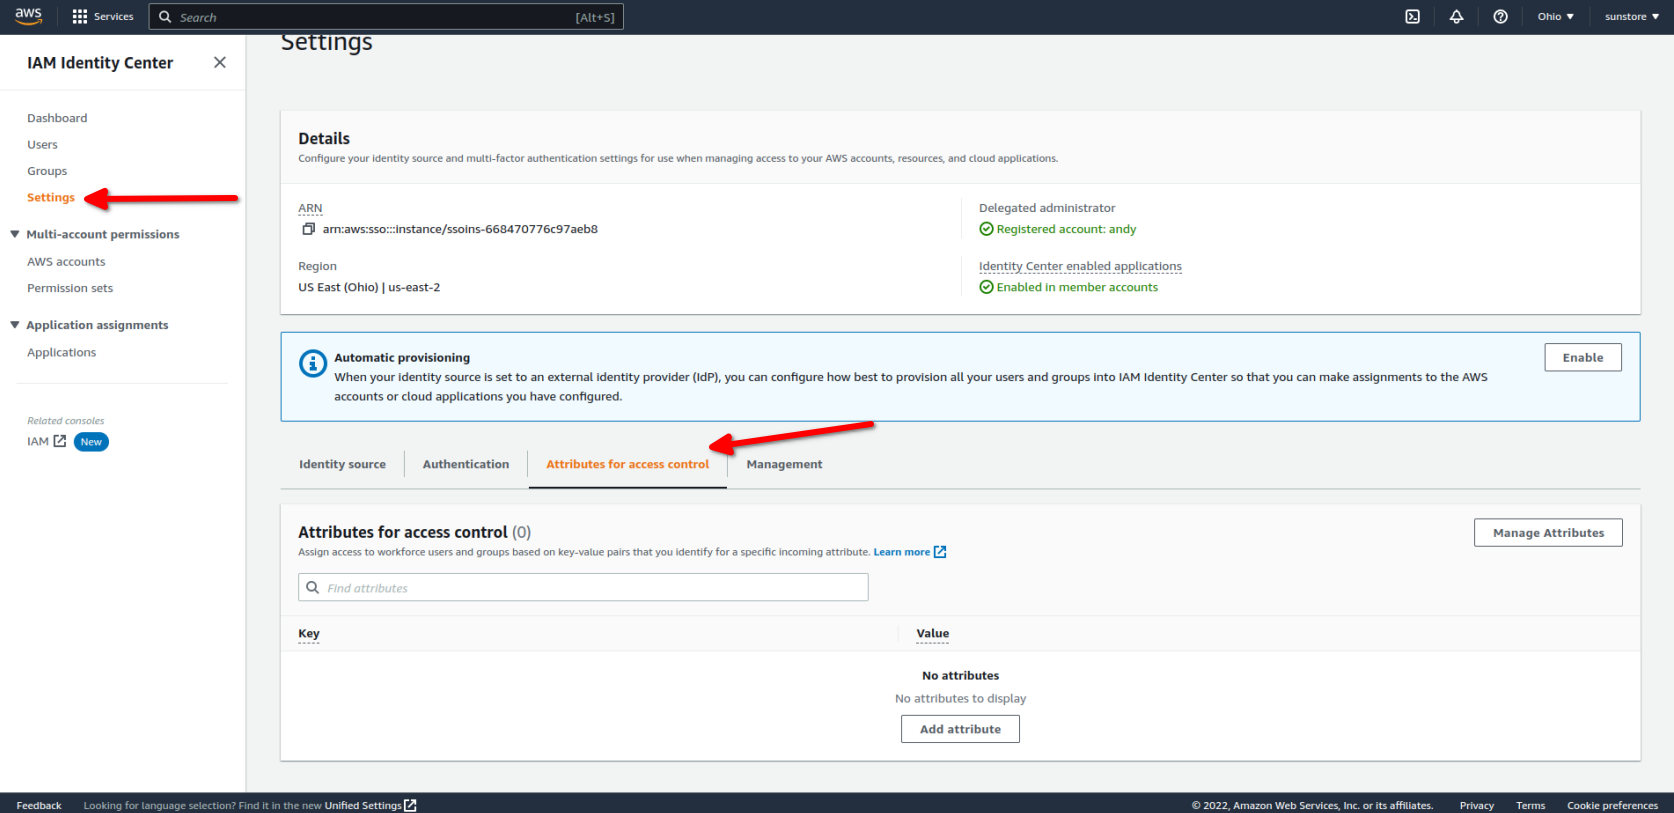 aws
Services
Search
[Alt+S]
Ohio ▼
sunstore ▼
IAM Identity Center
Dashboard
Users
Groups
Settings
Multi-account permissions
AWS accounts
Permission sets
Application assignments
Applications
Related consoles
IAM
New
Settings
Details
Configure your identity source and multi-factor authentication settings for use when managing access to your AWS accounts, resources, and cloud applications.
ARN
arn:aws:sso:::instance/ssoins-668470776c97aeb8
Region
US East (Ohio) | us-east-2
Delegated administrator
Registered account: andy
Identity Center enabled applications
Enabled in member accounts
Automatic provisioning
When your identity source is set to an external identity provider (IdP), you can configure how best to provision all your users and groups into IAM Identity Center so that you can make assignments to the AWS
accounts or cloud applications you have configured.
Enable
Identity source
Authentication
Attributes for access control
Management
Attributes for access control (0)
Assign access to workforce users and groups based on key-value pairs that you identify for a specific incoming attribute. Learn more
Manage Attributes
Find attributes
Key
Value
No attributes
No attributes to display
Add attribute
Feedback
Looking for language selection? Find it in the new Unified Settings
© 2022, Amazon Web Services, Inc. or its affiliates.
Privacy
Terms
Cookie preferences